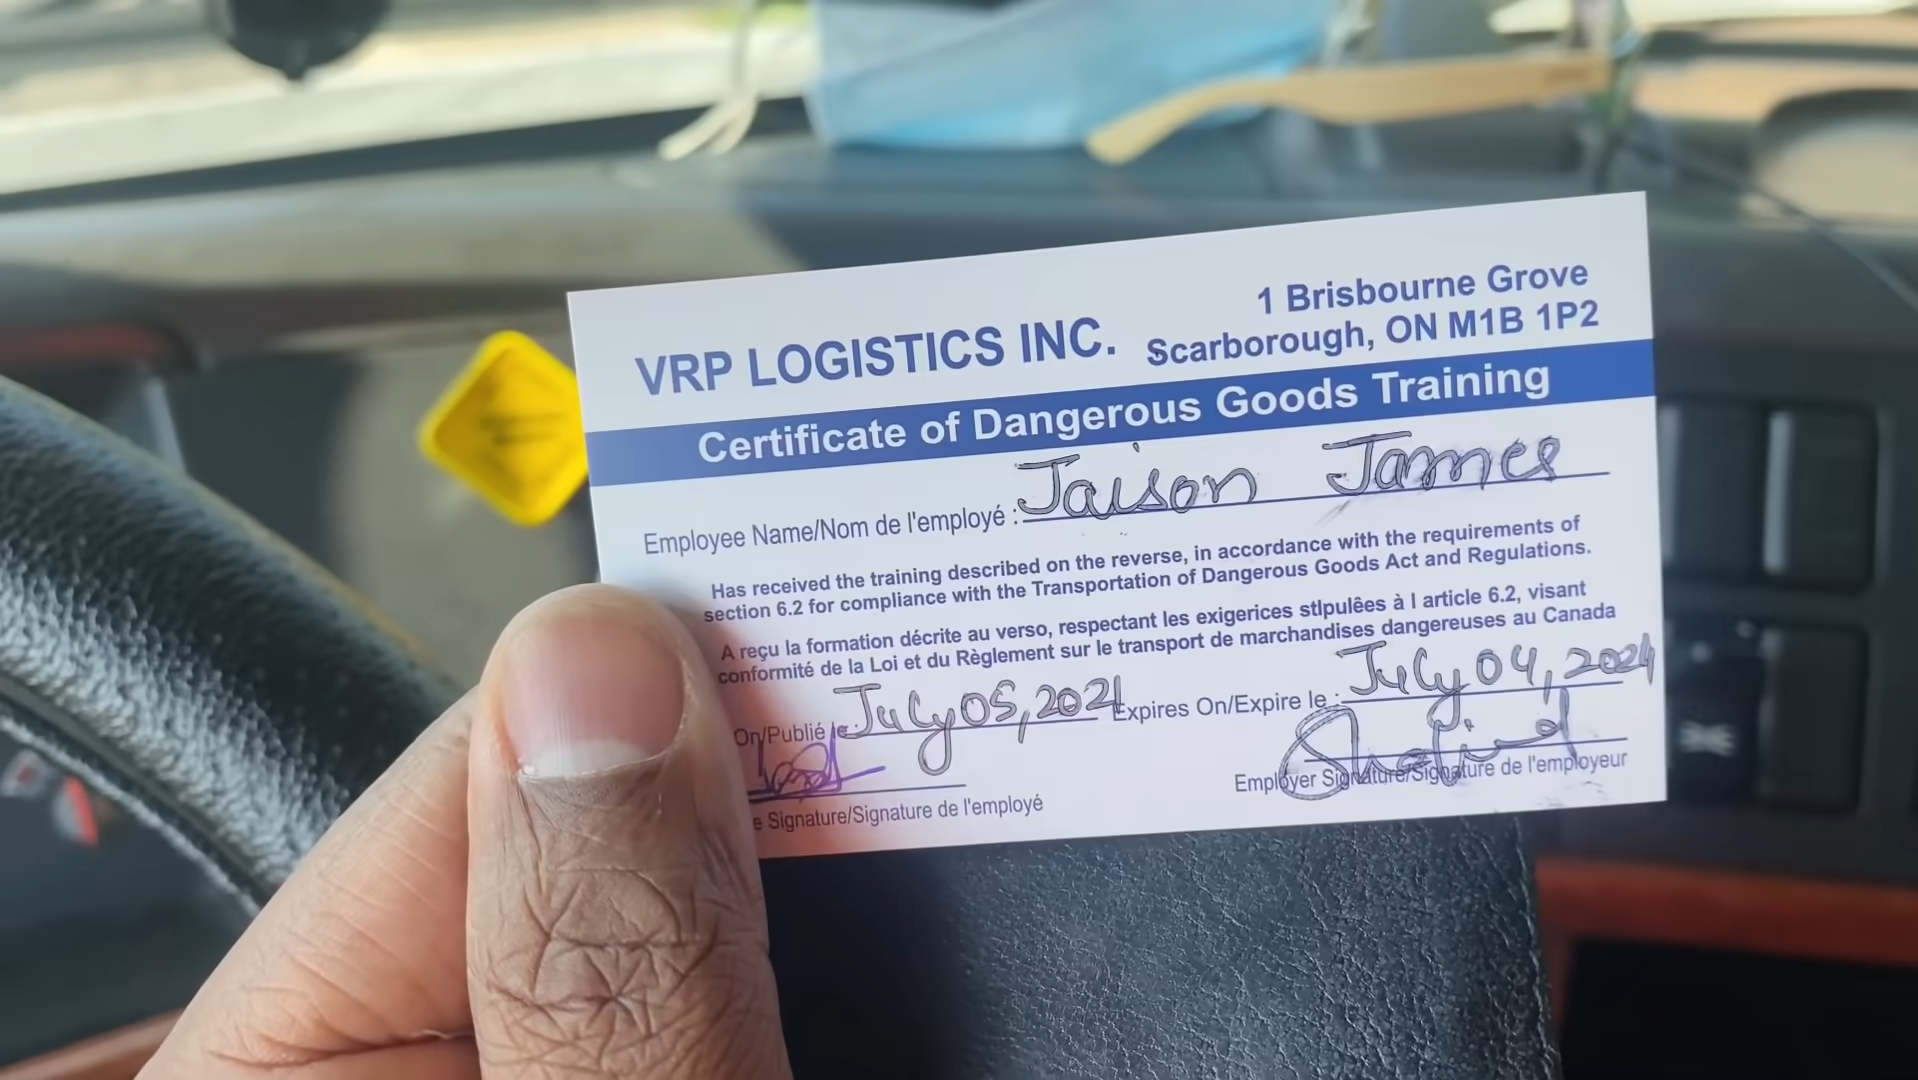 VRP LOGISTICS INC.
1 Brisbourne Grove
Scarborough, ON M1B 1P2
Certificate of Dangerous Goods Training
Employee Name/Nom de l'employé : Jaison James
Has received the training described on the reverse, in accordance with the requirements of
section 6.2 for compliance with the Transportation of Dangerous Goods Act and Regulations.
A reçu la formation décrite au verso, respectant les exigerices stlpulêes à l article 6.2, visant
conformité de la Loi et du Règlement sur le transport de marchandises dangereuses au Canada
On/Publié le: July 05, 2021 Expires On/Expire le : July 04, 2024
e Signature/Signature de l'employé
Employer Signature/Signature de l'employeur